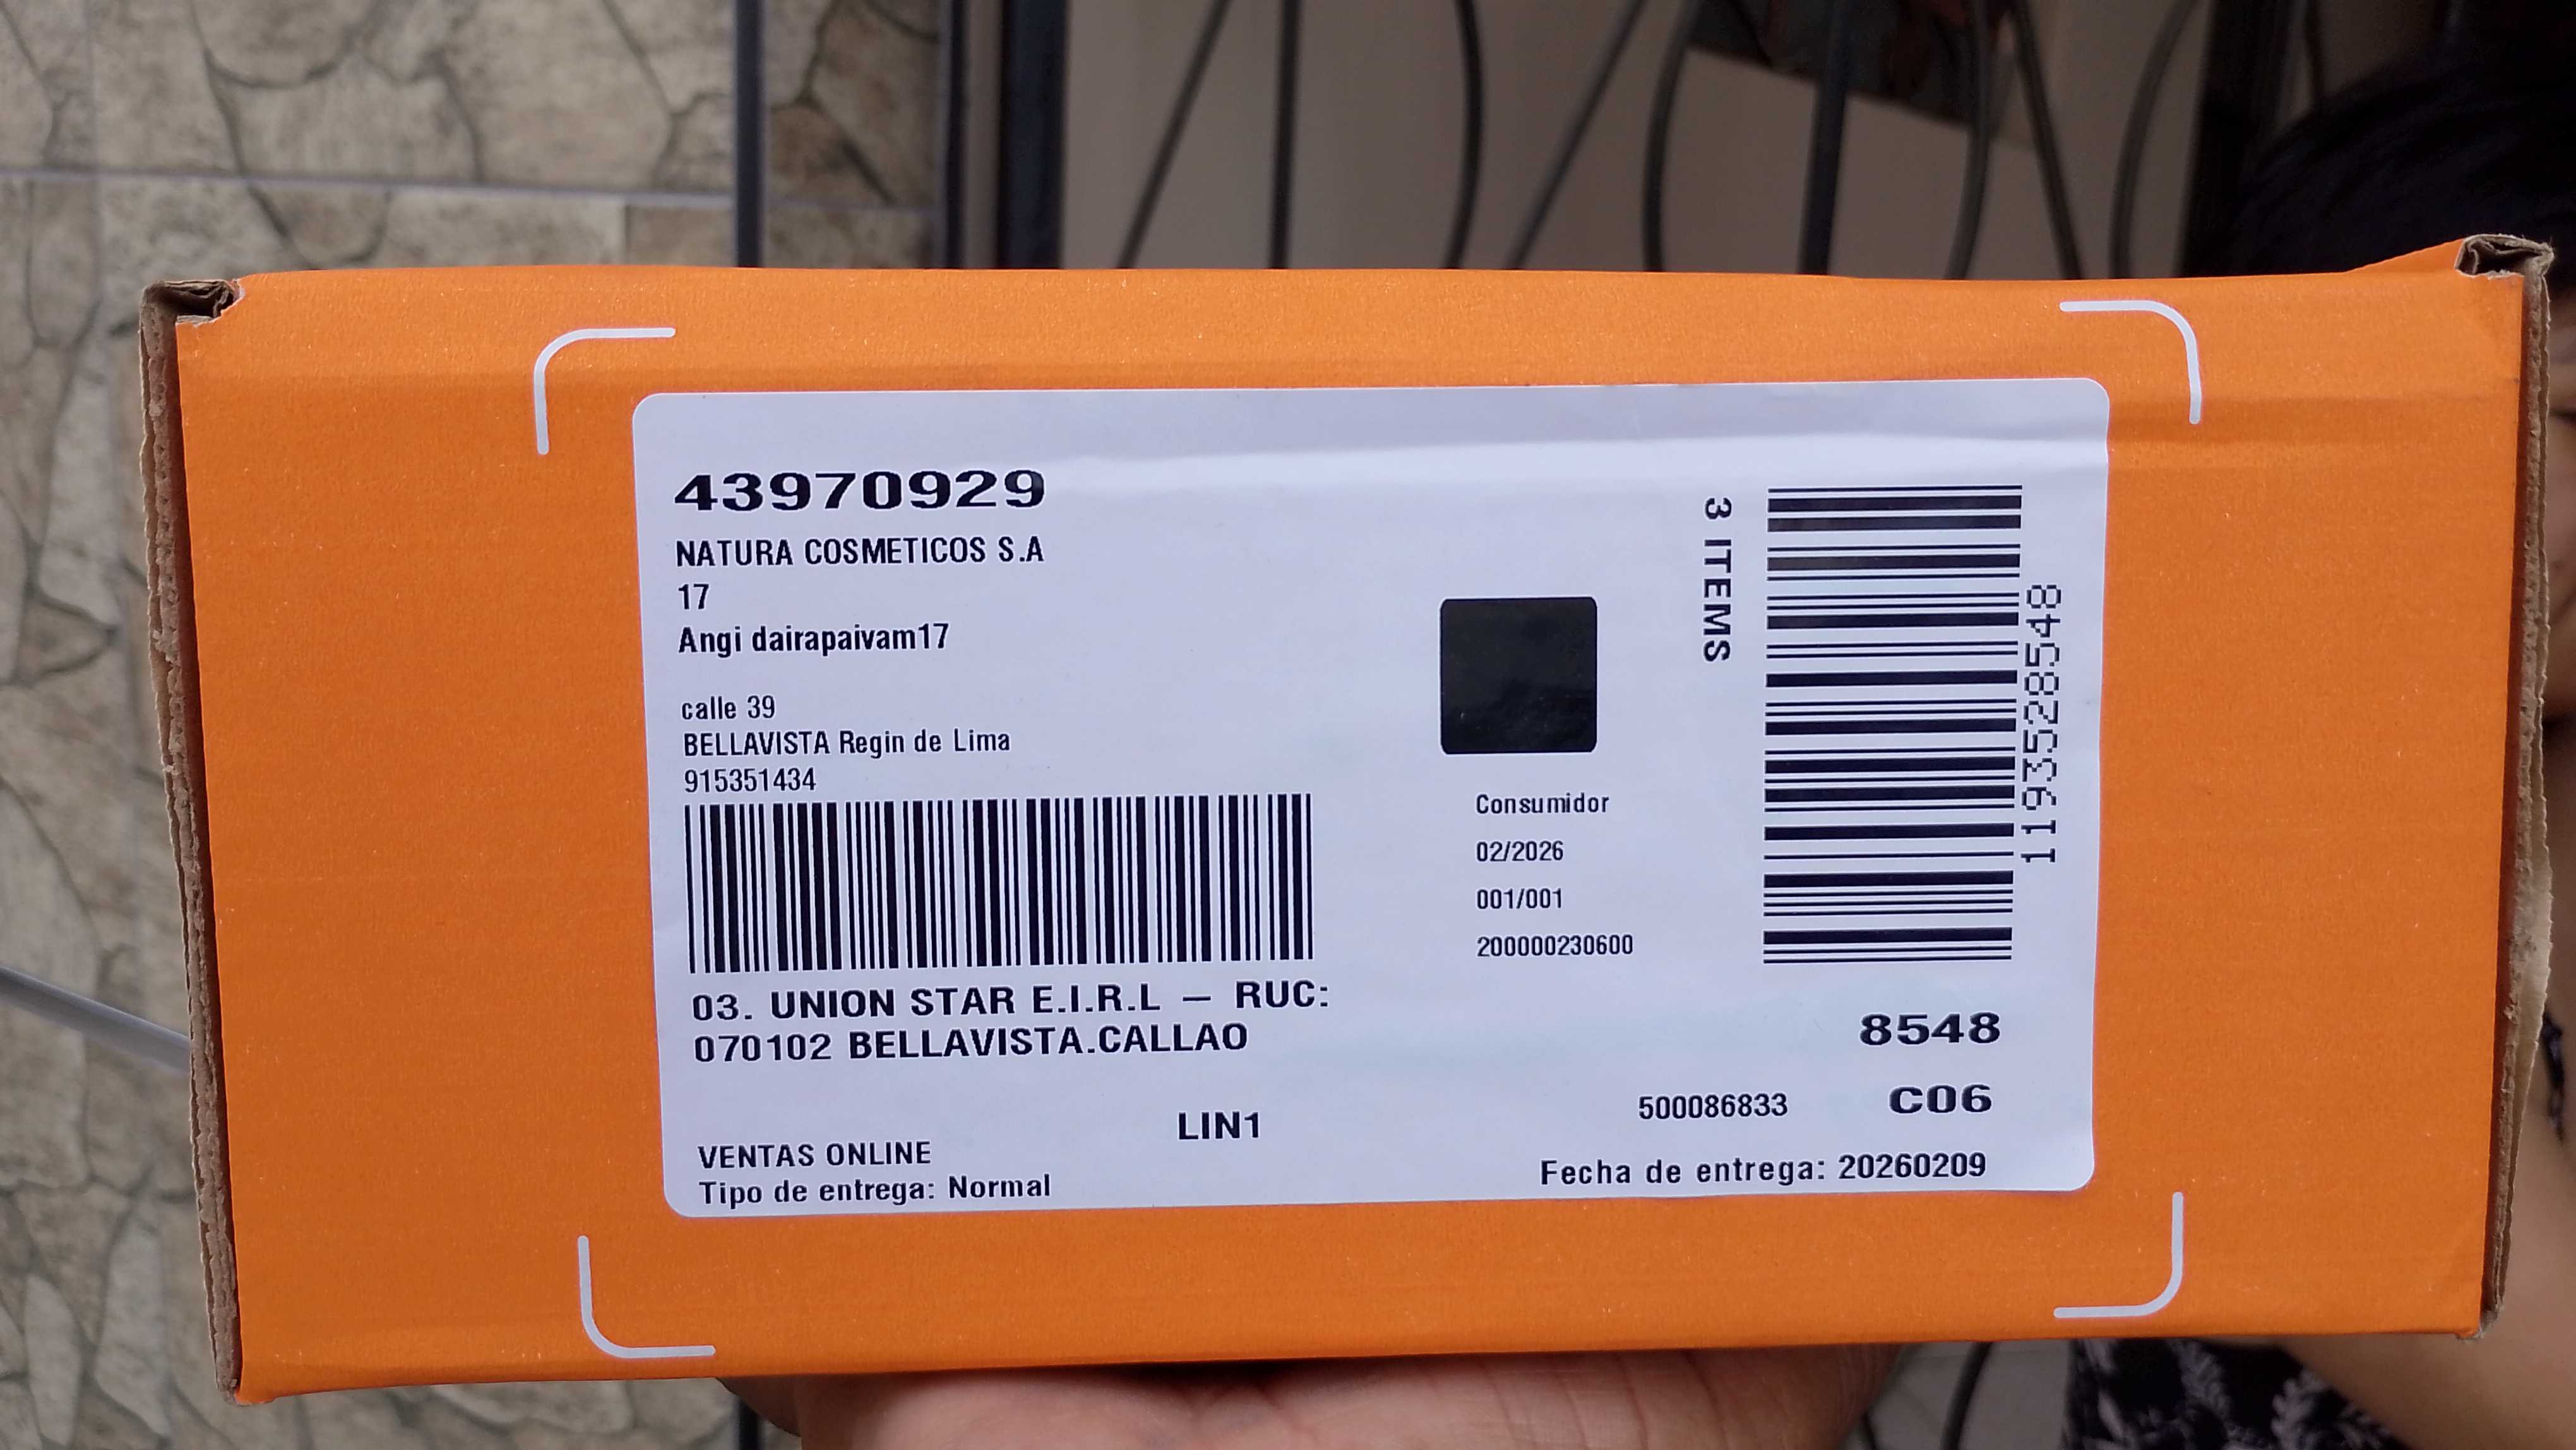 43970929
NATURA COSMETICOS S.A
17
Angi dairapaivam17
calle 39
BELLAVISTA Regin de Lima
915351434
03. UNION STAR E.I.R.L – RUC:
070102 BELLAVISTA.CALLAO
LIN1
VENTAS ONLINE
Tipo de entrega: Normal
Consumidor
02/2026
001/001
200000230600
3 ITEMS
1193528548
8548
500086833 C06
Fecha de entrega: 20260209